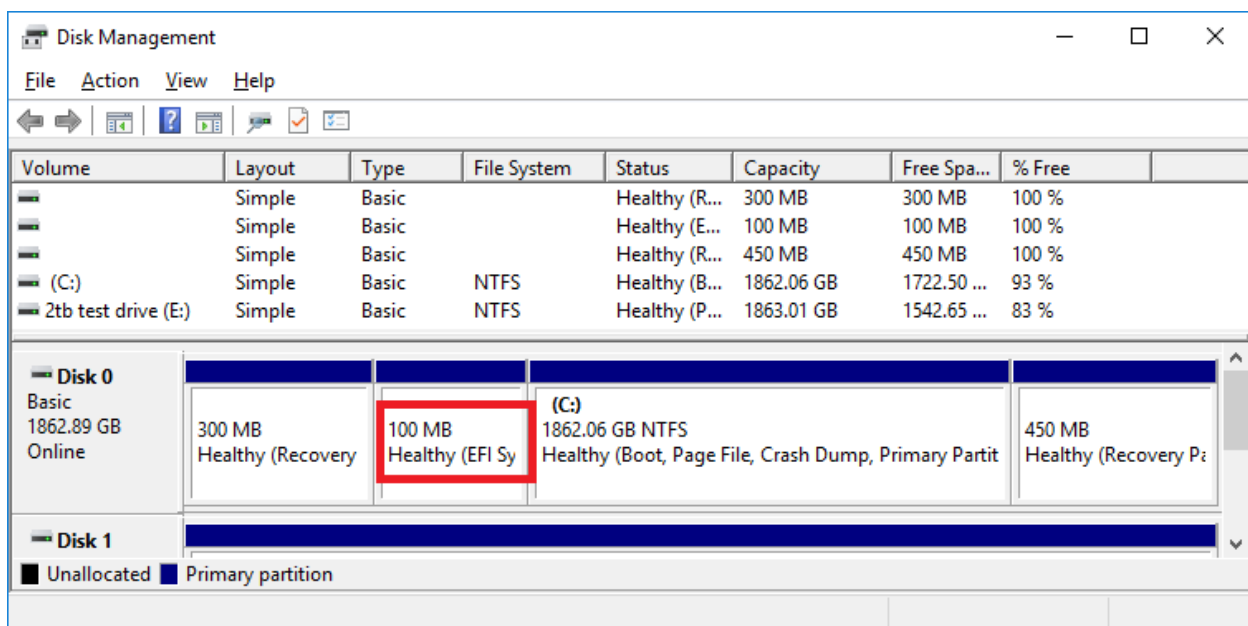 Disk Management
File Action View Help
Volume Layout Type File System Status Capacity Free Spa... % Free
Simple Basic Healthy (R... 300 MB 300 MB 100 %
Simple Basic Healthy (E... 100 MB 100 MB 100 %
Simple Basic Healthy (R... 450 MB 450 MB 100 %
(C:) Simple Basic NTFS Healthy (B... 1862.06 GB 1722.50 ... 93 %
2tb test drive (E:) Simple Basic NTFS Healthy (P... 1863.01 GB 1542.65 ... 83 %
Disk 0
Basic
1862.89 GB
Online
300 MB
Healthy (Recovery
100 MB
Healthy (EFI Sy
(C:)
1862.06 GB NTFS
Healthy (Boot, Page File, Crash Dump, Primary Partit
450 MB
Healthy (Recovery Pa
Disk 1
Unallocated Primary partition